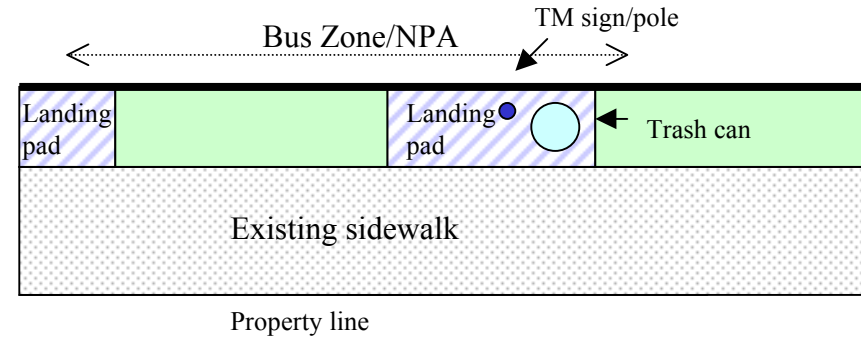 TM sign/pole
Bus Zone/NPA
Landing
pad
Landing
pad
Trash can
Existing sidewalk
Property line